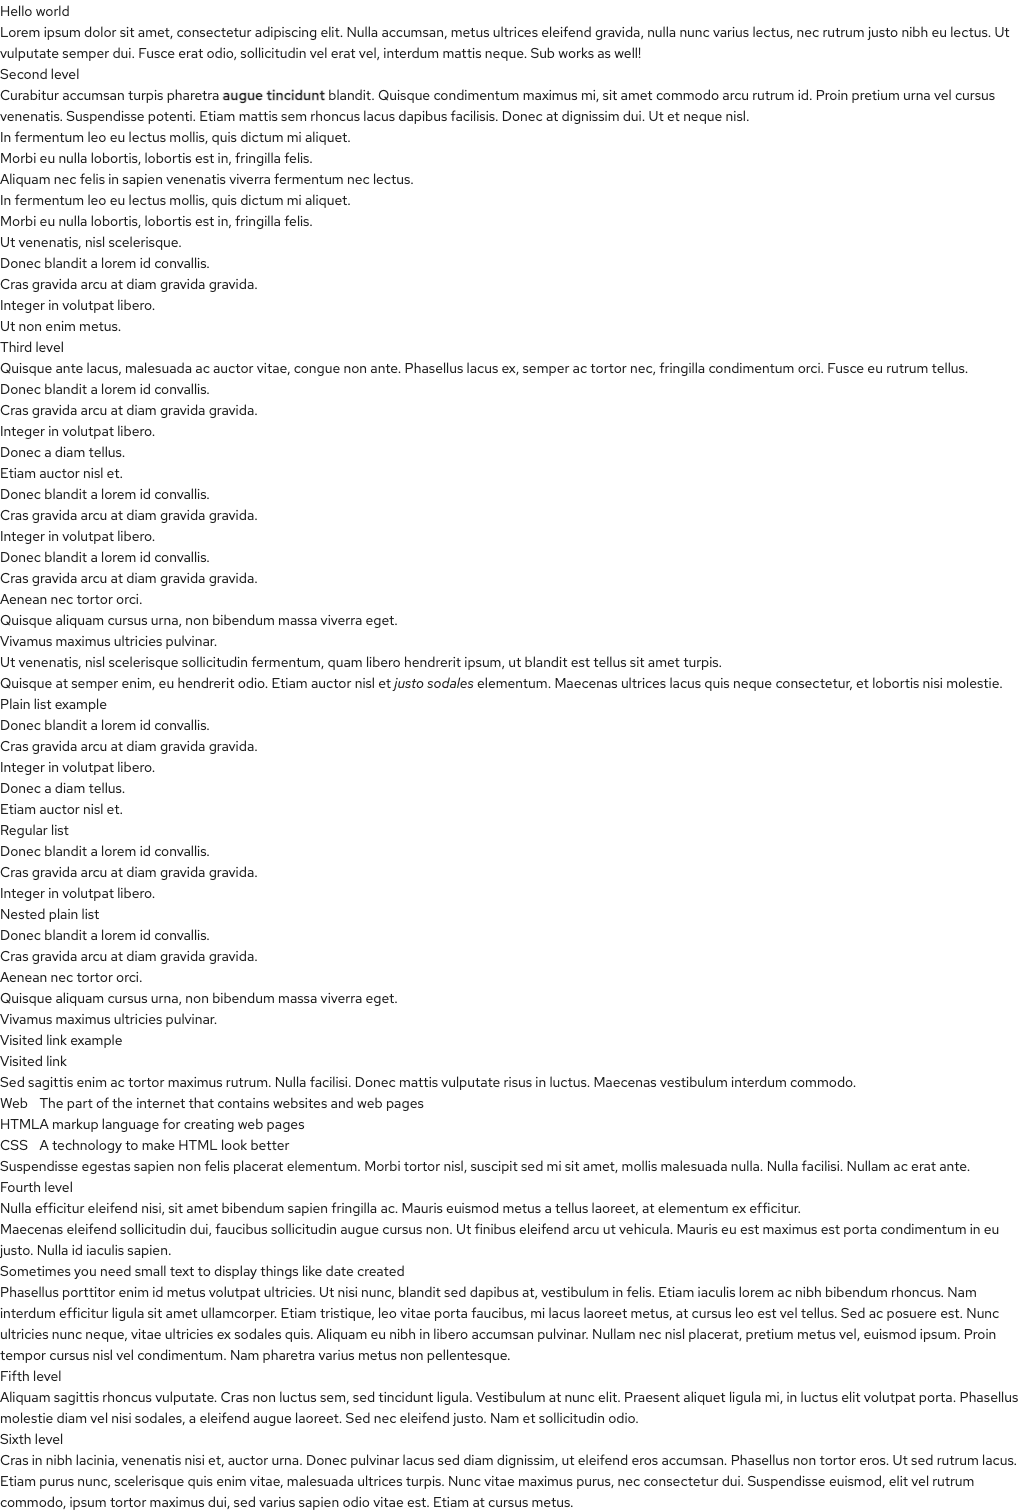 Hello world
Lorem ipsum dolor sit amet, consectetur adipiscing elit. Nulla accumsan, metus ultrices eleifend gravida, nulla nunc varius lectus, nec rutrum justo nibh eu lectus. Ut
vulputate semper dui. Fusce erat odio, sollicitudin vel erat vel, interdum mattis neque. Sub works as well!
Second level
Curabitur accumsan turpis pharetra augue tincidunt blandit. Quisque condimentum maximus mi, sit amet commodo arcu rutrum id. Proin pretium urna vel cursus
venenatis. Suspendisse potenti. Etiam mattis sem rhoncus lacus dapibus facilisis. Donec at dignissim dui. Ut et neque nisl.
In fermentum leo eu lectus mollis, quis dictum mi aliquet.
Morbi eu nulla lobortis, lobortis est in, fringilla felis.
Aliquam nec felis in sapien venenatis viverra fermentum nec lectus.
In fermentum leo eu lectus mollis, quis dictum mi aliquet.
Morbi eu nulla lobortis, lobortis est in, fringilla felis.
Ut venenatis, nisl scelerisque.
Donec blandit a lorem id convallis.
Cras gravida arcu at diam gravida gravida.
Integer in volutpat libero.
Ut non enim metus.
Third level
Quisque ante lacus, malesuada ac auctor vitae, congue non ante. Phasellus lacus ex, semper ac tortor nec, fringilla condimentum orci. Fusce eu rutrum tellus.
Donec blandit a lorem id convallis.
Cras gravida arcu at diam gravida gravida.
Integer in volutpat libero.
Donec a diam tellus.
Etiam auctor nisl et.
Donec blandit a lorem id convallis.
Cras gravida arcu at diam gravida gravida.
Integer in volutpat libero.
Donec blandit a lorem id convallis.
Cras gravida arcu at diam gravida gravida.
Aenean nec tortor orci.
Quisque aliquam cursus urna, non bibendum massa viverra eget.
Vivamus maximus ultricies pulvinar.
Ut venenatis, nisl scelerisque sollicitudin fermentum, quam libero hendrerit ipsum, ut blandit est tellus sit amet turpis.
Quisque at semper enim, eu hendrerit odio. Etiam auctor nisl et justo sodales elementum. Maecenas ultrices lacus quis neque consectetur, et lobortis nisi molestie.
Plain list example
Donec blandit a lorem id convallis.
Cras gravida arcu at diam gravida gravida.
Integer in volutpat libero.
Donec a diam tellus.
Etiam auctor nisl et.
Regular list
Donec blandit a lorem id convallis.
Cras gravida arcu at diam gravida gravida.
Integer in volutpat libero.
Nested plain list
Donec blandit a lorem id convallis.
Cras gravida arcu at diam gravida gravida.
Aenean nec tortor orci.
Quisque aliquam cursus urna, non bibendum massa viverra eget.
Vivamus maximus ultricies pulvinar.
Visited link example
Visited link
Sed sagittis enim ac tortor maximus rutrum. Nulla facilisi. Donec mattis vulputate risus in luctus. Maecenas vestibulum interdum commodo.
Web The part of the internet that contains websites and web pages
HTMLA markup language for creating web pages
CSS A technology to make HTML look better
Suspendisse egestas sapien non felis placerat elementum. Morbi tortor nisl, suscipit sed mi sit amet, mollis malesuada nulla. Nulla facilisi. Nullam ac erat ante.
Fourth level
Nulla efficitur eleifend nisi, sit amet bibendum sapien fringilla ac. Mauris euismod metus a tellus laoreet, at elementum ex efficitur.
Maecenas eleifend sollicitudin dui, faucibus sollicitudin augue cursus non. Ut finibus eleifend arcu ut vehicula. Mauris eu est maximus est porta condimentum in eu
justo. Nulla id iaculis sapien.
Sometimes you need small text to display things like date created
Phasellus porttitor enim id metus volutpat ultricies. Ut nisi nunc, blandit sed dapibus at, vestibulum in felis. Etiam iaculis lorem ac nibh bibendum rhoncus. Nam
interdum efficitur ligula sit amet ullamcorper. Etiam tristique, leo vitae porta faucibus, mi lacus laoreet metus, at cursus leo est vel tellus. Sed ac posuere est. Nunc
ultricies nunc neque, vitae ultricies ex sodales quis. Aliquam eu nibh in libero accumsan pulvinar. Nullam nec nisl placerat, pretium metus vel, euismod ipsum. Proin
tempor cursus nisl vel condimentum. Nam pharetra varius metus non pellentesque.
Fifth level
Aliquam sagittis rhoncus vulputate. Cras non luctus sem, sed tincidunt ligula. Vestibulum at nunc elit. Praesent aliquet ligula mi, in luctus elit volutpat porta. Phasellus
molestie diam vel nisi sodales, a eleifend augue laoreet. Sed nec eleifend justo. Nam et sollicitudin odio.
Sixth level
Cras in nibh lacinia, venenatis nisi et, auctor urna. Donec pulvinar lacus sed diam dignissim, ut eleifend eros accumsan. Phasellus non tortor eros. Ut sed rutrum lacus.
Etiam purus nunc, scelerisque quis enim vitae, malesuada ultrices turpis. Nunc vitae maximus purus, nec consectetur dui. Suspendisse euismod, elit vel rutrum
commodo, ipsum tortor maximus dui, sed varius sapien odio vitae est. Etiam at cursus metus.